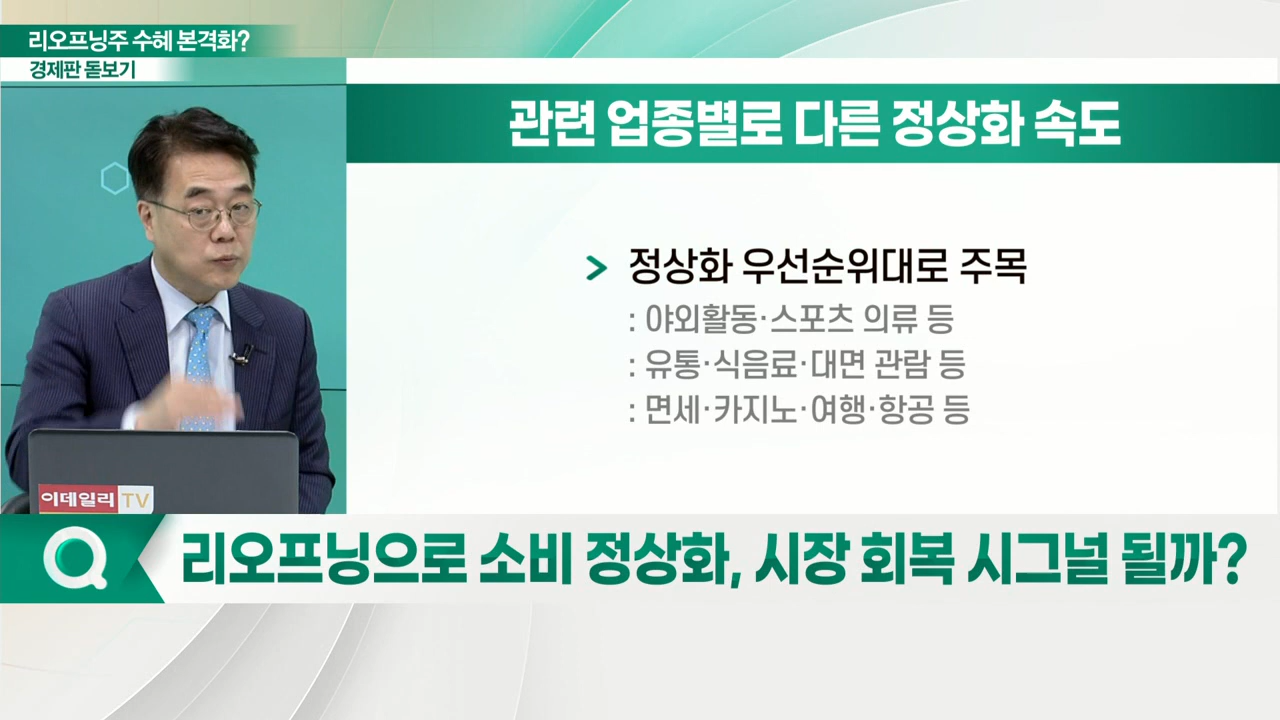 리오프닝주 수혜 본격화?
경제판 돋보기
관련 업종별로 다른 정상화 속도
> 정상화 우선순위대로 주목
: 야외활동·스포츠 의류 등
: 유통·식음료·대면 관람 등
: 면세·카지노·여행·항공 등
이데일리 TV
Q 리오프닝으로 소비 정상화, 시장 회복 시그널 될까?